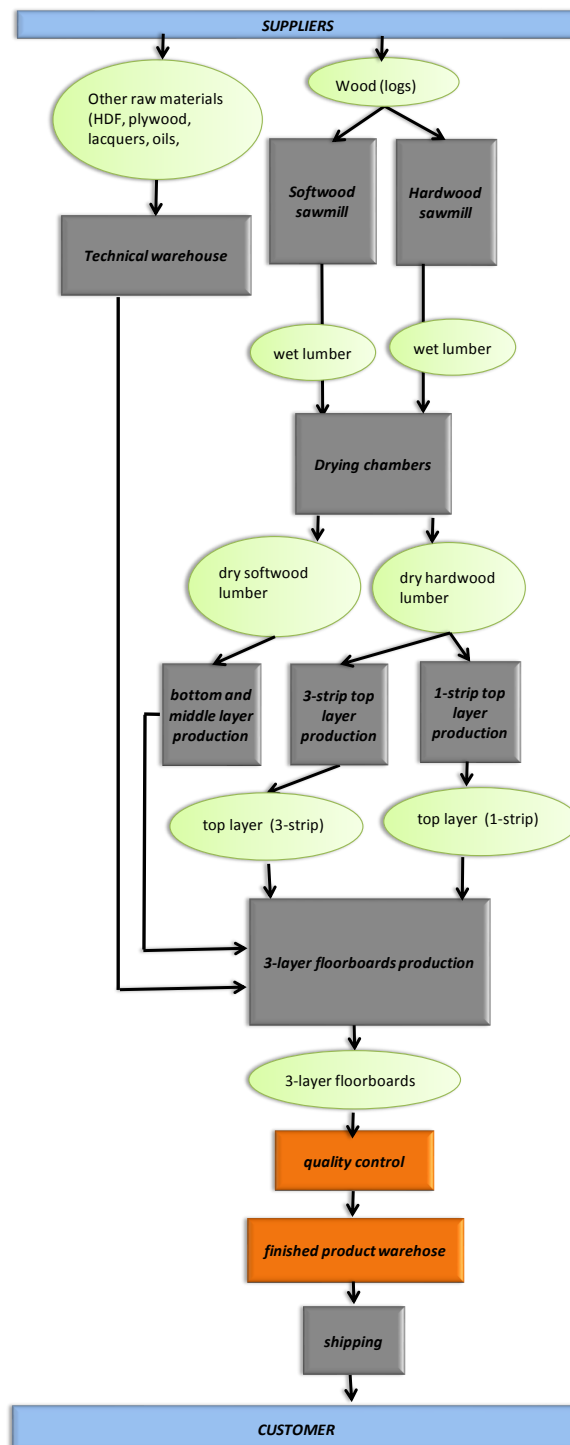 SUPPLIERS
Other raw materials
(HDF, plywood,
lacquers, oils,
Wood (logs)
Softwood
sawmill
Hardwood
sawmill
Technical warehouse
wet lumber
wet lumber
Drying chambers
dry softwood
lumber
dry hardwood
lumber
bottom and
middle layer
production
3-strip top
layer
production
1-strip top
layer
production
top layer (3-strip)
top layer (1-strip)
3-layer floorboards production
3-layer floorboards
quality control
finished product warehose
shipping
CUSTOMER